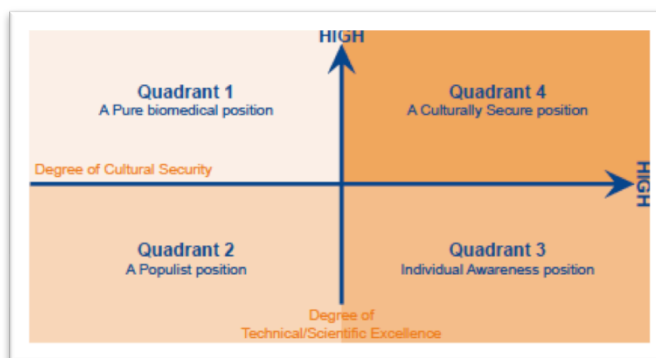 HIGH
Quadrant 1
A Pure biomedical position
Quadrant 4
A Culturally Secure position
Degree of Cultural Security
HIGH
Quadrant 2
A Populist position
Quadrant 3
Individual Awareness position
Degree of
Technical/Scientific Excellence